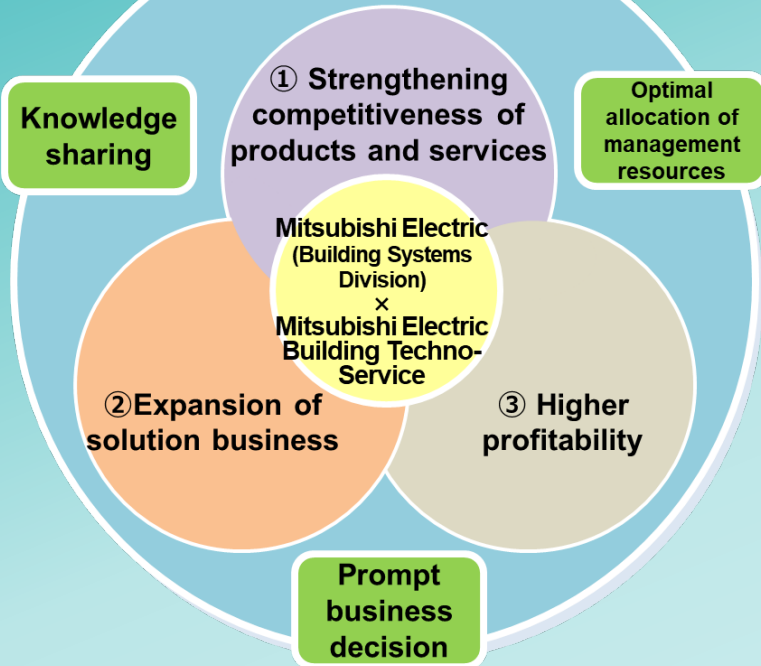 ① Strengthening
competitiveness of
products and services
Knowledge
sharing
Optimal
allocation of
management
resources
Mitsubishi Electric
(Building Systems
Division)
×
Mitsubishi Electric
Building Techno-
Service
②Expansion of
solution business
③ Higher
profitability
Prompt
business
decision